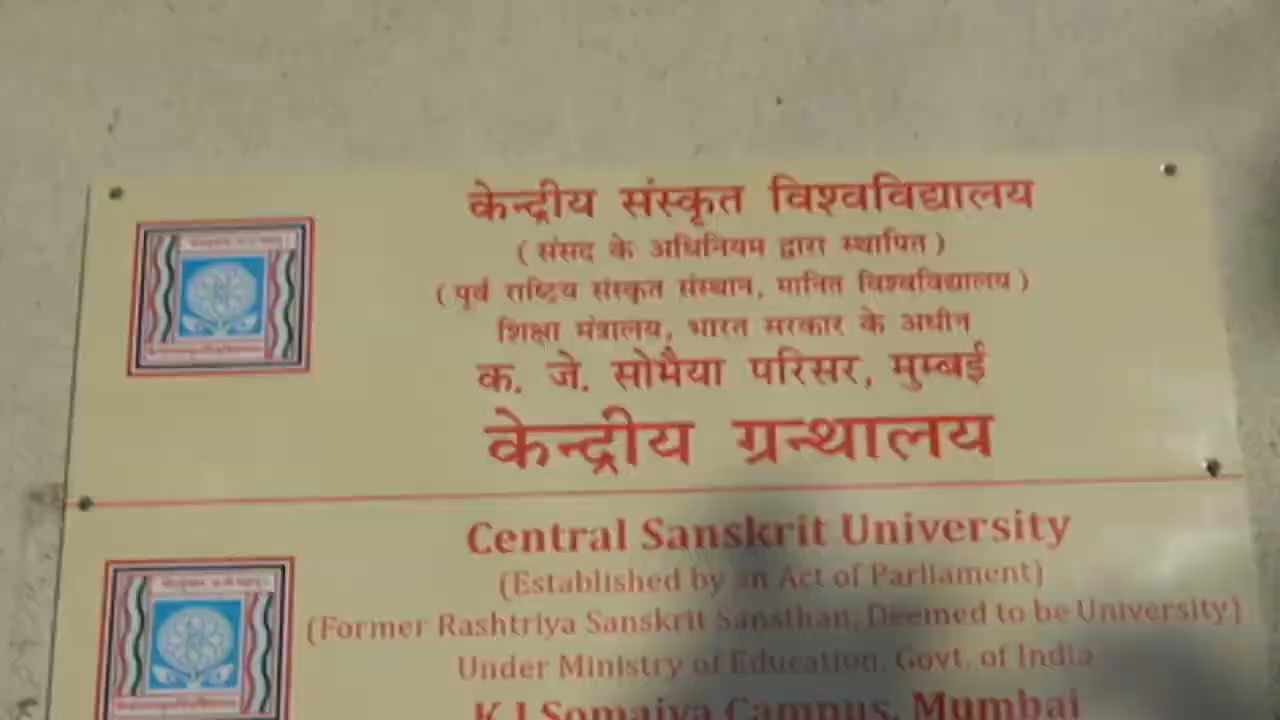 केन्द्रीय संस्कृत विश्वविद्यालय
( संसद के अधिनियम द्वारा स्थापित )
( पूर्व राष्ट्रिय संस्कृत संस्थान, मानित विश्वविद्यालय )
शिक्षा मंत्रालय, भारत सरकार के अधीन
क. जे. सोमैया परिसर, मुम्बई
केन्द्रीय ग्रन्थालय
Central Sanskrit University
(Established by an Act of Parliament)
(Former Rashtriya Sanskrit Sansthan, Deemed to be University)
Under Ministry of Education, Govt. of India
K J Somaiya Campus, Mumbai